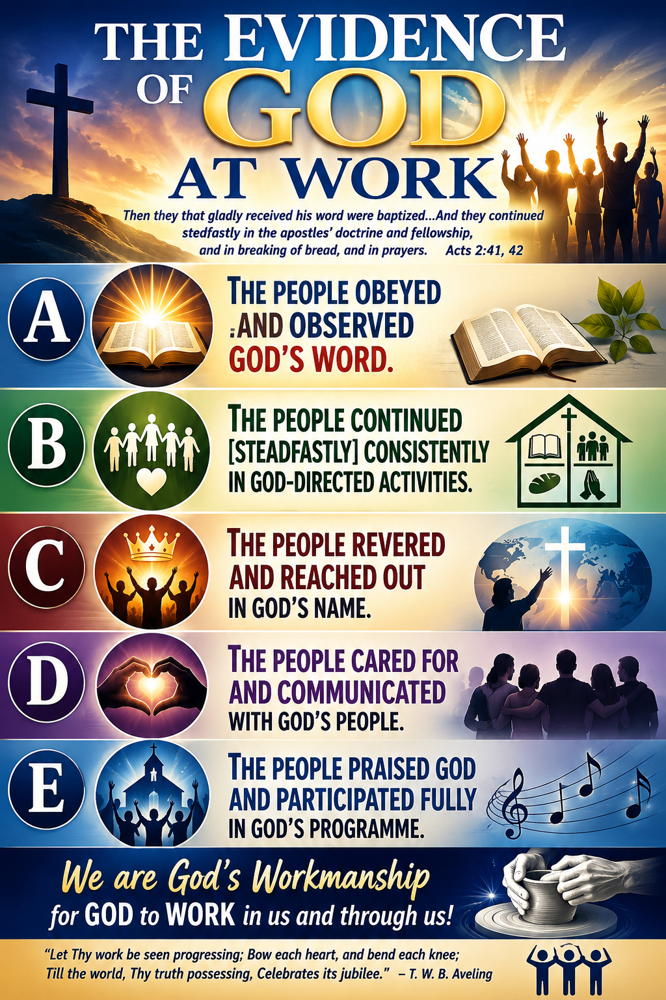 THE EVIDENCE
OF GOD
AT WORK
Then they that gladly received his word were baptized...And they continued
stedfastly in the apostles' doctrine and fellowship,
and in breaking of bread, and in prayers. Acts 2:41, 42
A
THE PEOPLE OBEYED
:AND OBSERVED
GOD'S WORD.
B
THE PEOPLE CONTINUED
[STEADFASTLY] CONSISTENTLY
IN GOD-DIRECTED ACTIVITIES.
C
THE PEOPLE REVERED
AND REACHED OUT
IN GOD'S NAME.
D
THE PEOPLE CARED FOR
AND COMMUNICATED
WITH GOD'S PEOPLE.
E
THE PEOPLE PRAISED GOD
AND PARTICIPATED FULLY
IN GOD'S PROGRAMME.
We are God's Workmanship
for GOD to WORK in us and through us!
"Let Thy work be seen progressing; Bow each heart, and bend each knee;
Till the world, Thy truth possessing, Celebrates its jubilee." – T. W. B. Aveling